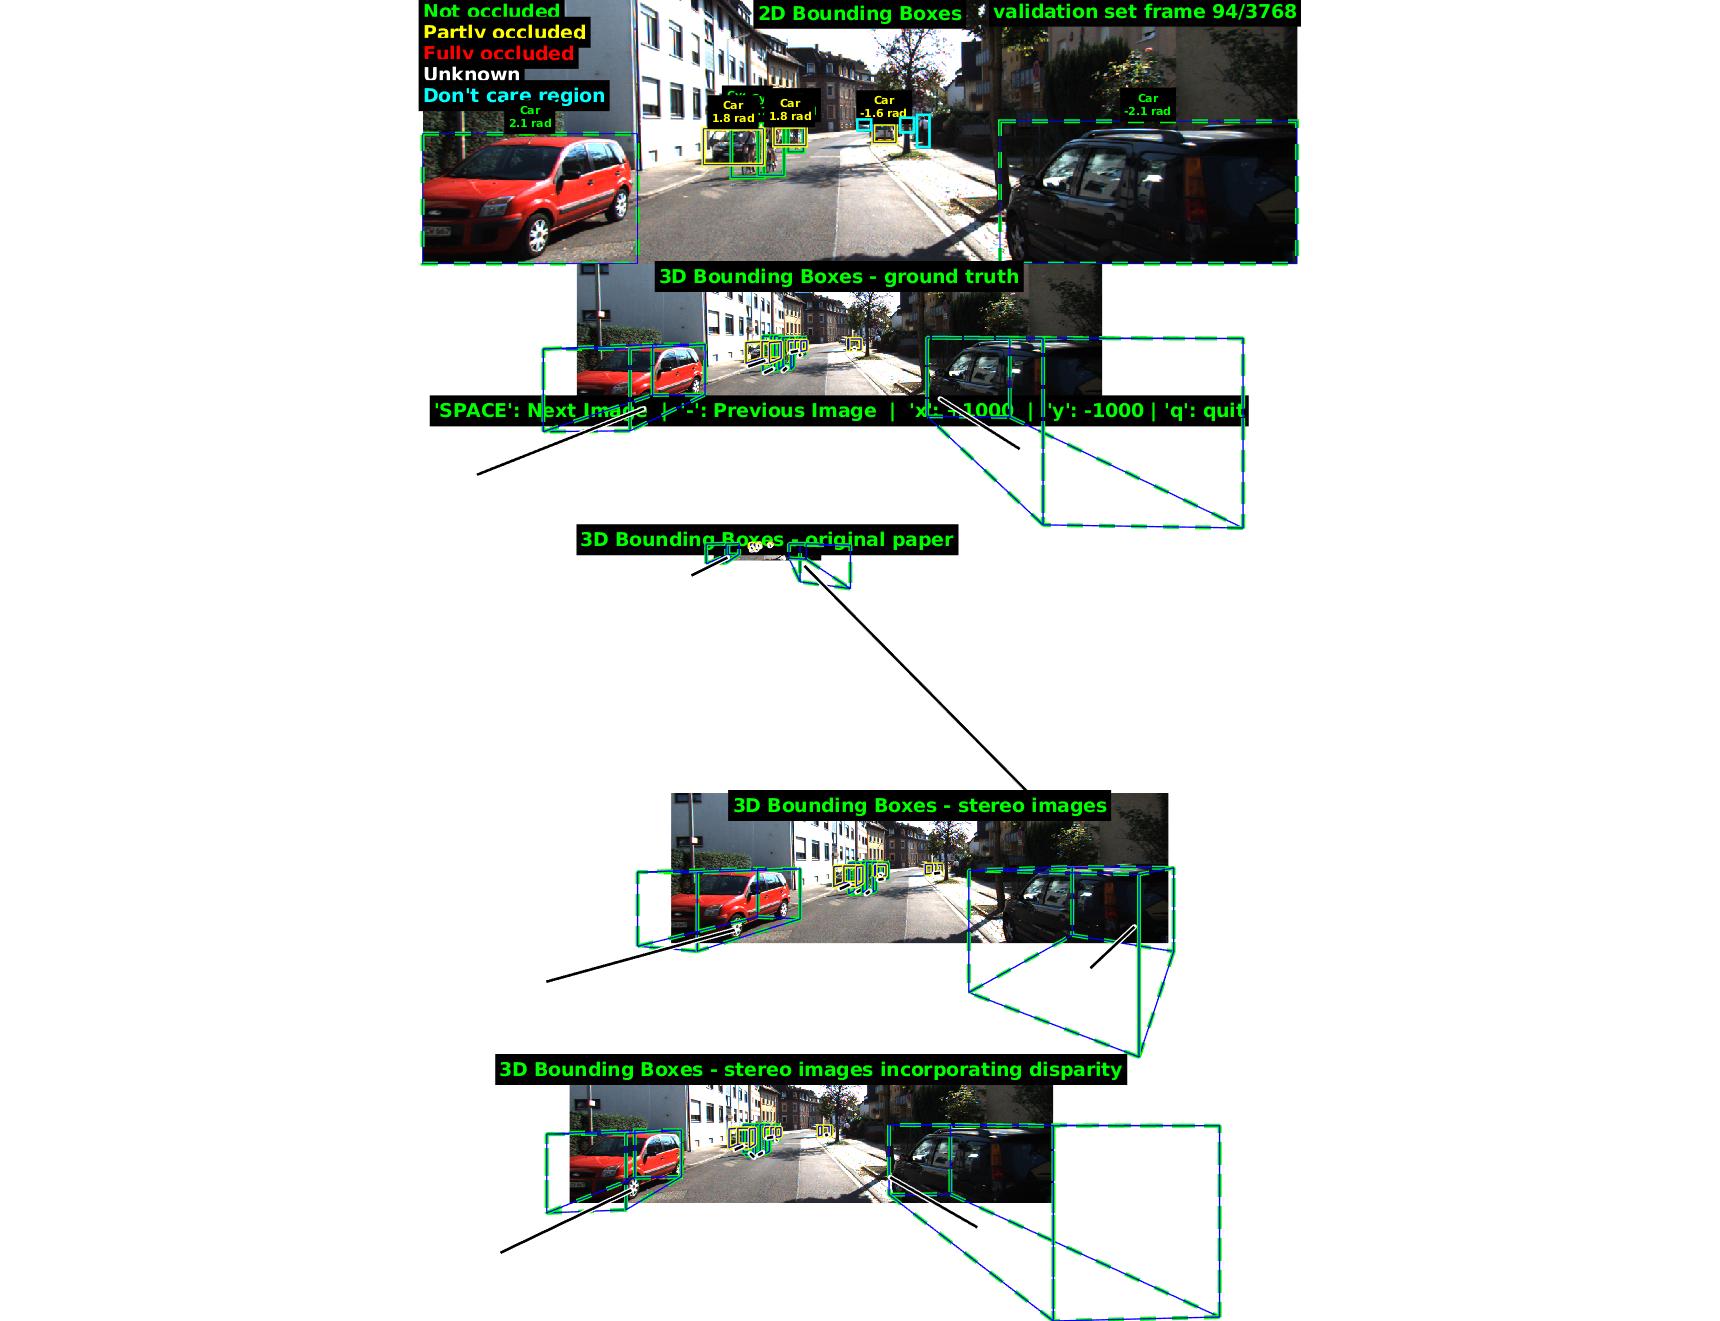 Not occluded
Partly occluded
Fully occluded
Unknown
Don't care region
2D Bounding Boxes
validation set frame 94/3768
Car
2.1 rad
Car
1.8 rad
Car
1.8 rad
Car
-1.6 rad
Car
-2.1 rad
3D Bounding Boxes - ground truth
'SPACE': Next Image | '-': Previous Image | 'x': +1000 | 'y': -1000 | 'q': quit
3D Bounding Boxes - original paper
3D Bounding Boxes - stereo images
3D Bounding Boxes - stereo images incorporating disparity